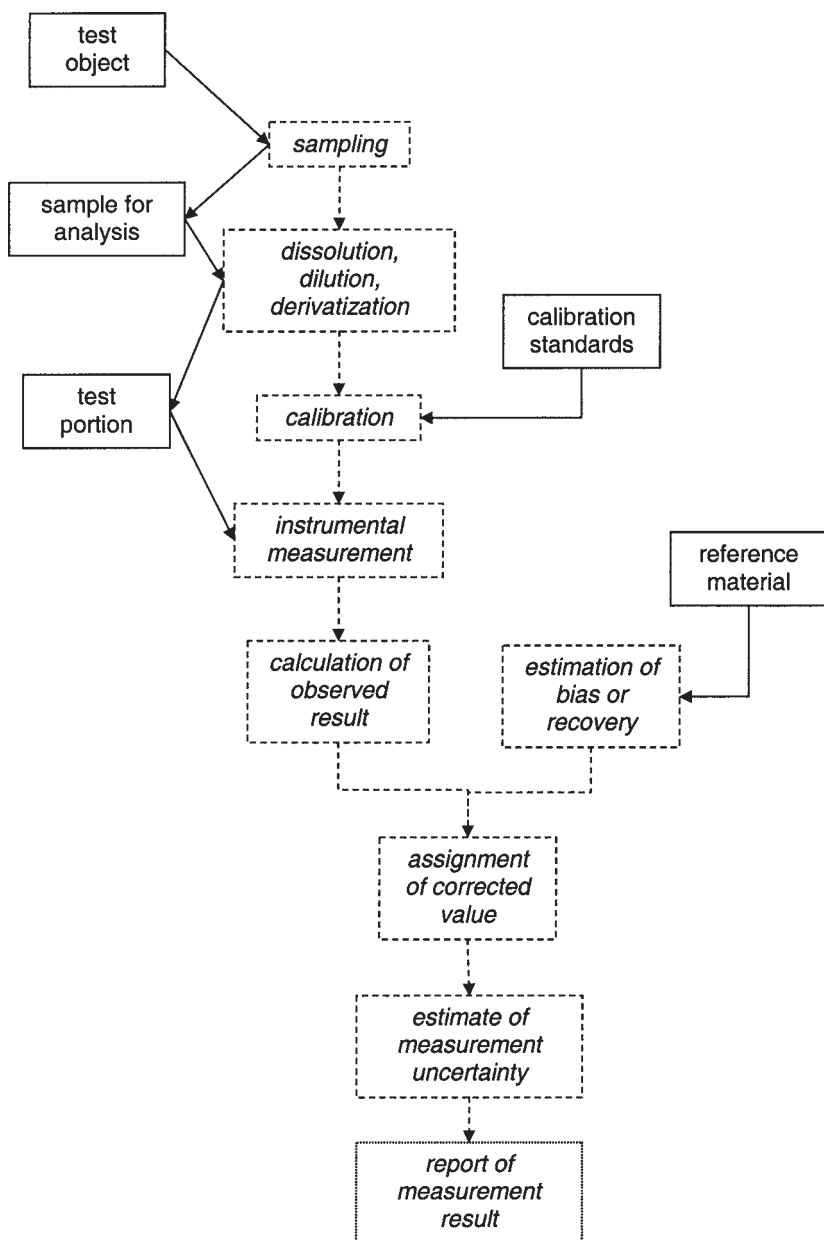 test
object
sampling
sample for
analysis
dissolution,
dilution,
derivatization
calibration
standards
test
portion
calibration
instrumental
measurement
reference
material
calculation of
observed
result
estimation of
bias or
recovery
assignment
of corrected
value
estimate of
measurement
uncertainty
report of
measurement
result